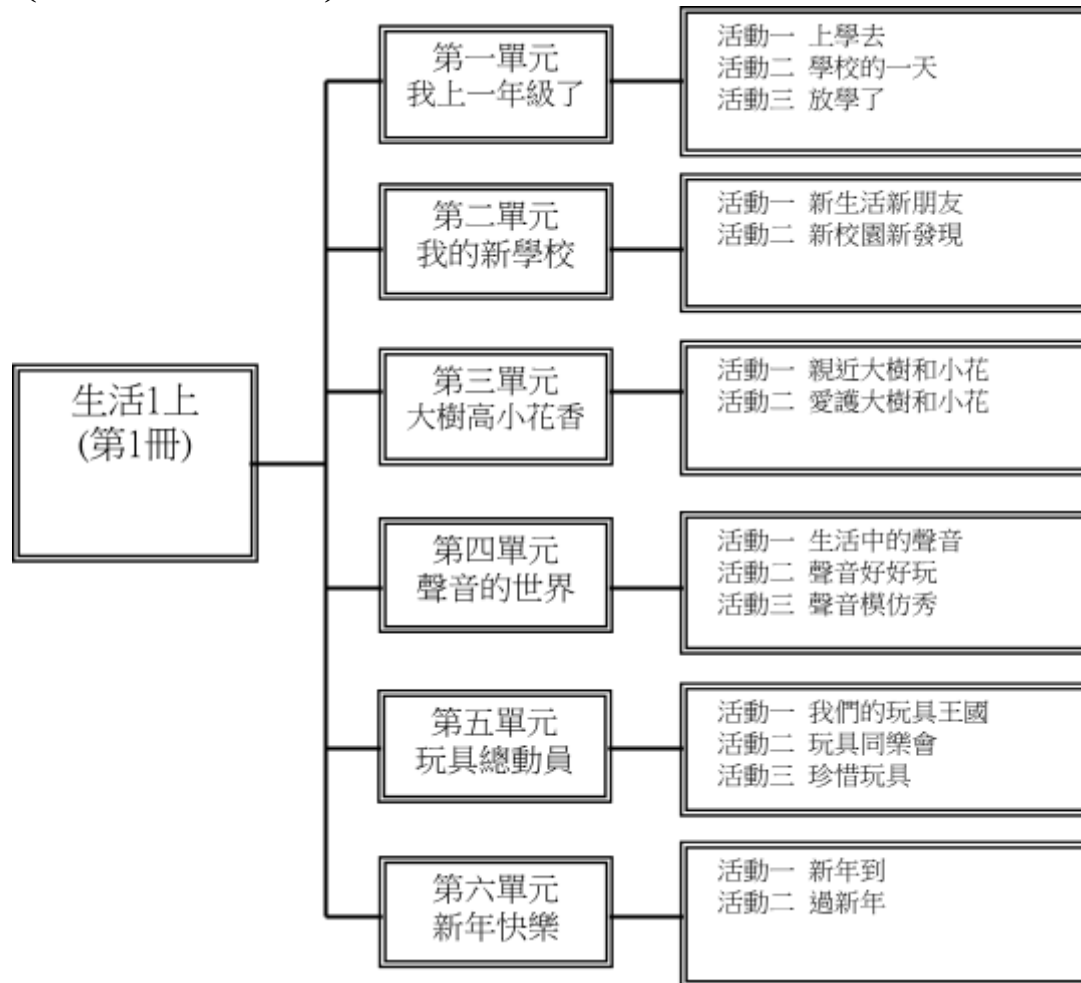 生活1上
(第1冊)
第一單元
我上一年級了
活動一 上學去
活動二 學校的一天
活動三 放學了
第二單元
我的新學校
活動一 新生活新朋友
活動二 新校園新發現
第三單元
大樹高小花香
活動一 親近大樹和小花
活動二 愛護大樹和小花
第四單元
聲音的世界
活動一 生活中的聲音
活動二 聲音好好玩
活動三 聲音模仿秀
第五單元
玩具總動員
活動一 我們的玩具王國
活動二 玩具同樂會
活動三 珍惜玩具
第六單元
新年快樂
活動一 新年到
活動二 過新年